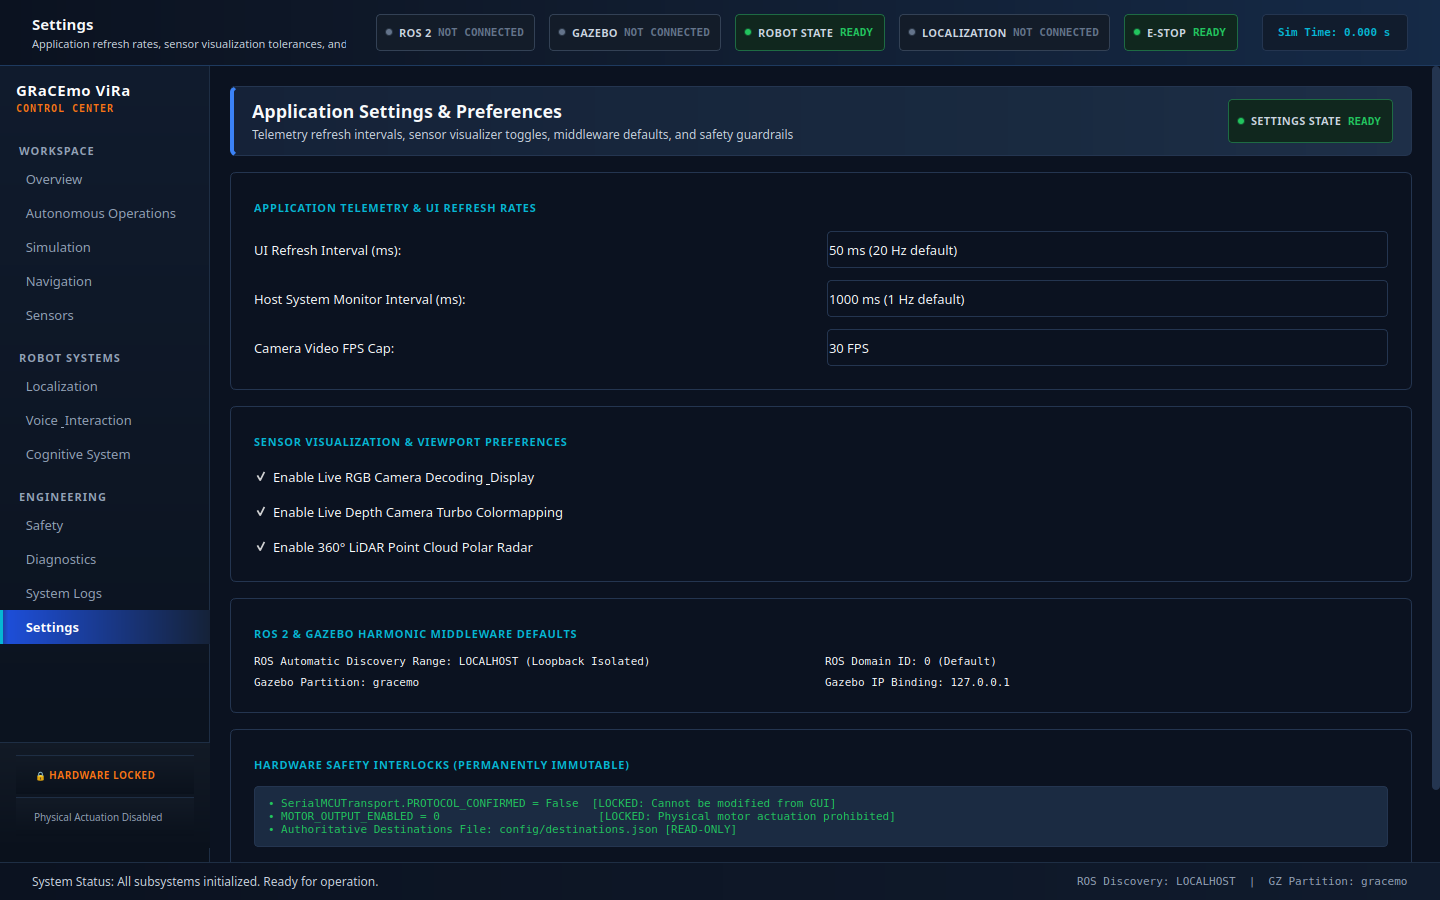 Settings
Application refresh rates, sensor visualization tolerances, and
ROS 2 NOT CONNECTED
GAZEBO NOT CONNECTED
ROBOT STATE READY
LOCALIZATION NOT CONNECTED
E-STOP READY
Sim Time: 0.000 s
GRaCEmo ViRa
CONTROL CENTER
WORKSPACE
Overview
Autonomous Operations
Simulation
Navigation
Sensors
ROBOT SYSTEMS
Localization
Voice _Interaction
Cognitive System
ENGINEERING
Safety
Diagnostics
System Logs
Settings
🔒 HARDWARE LOCKED
Physical Actuation Disabled
Application Settings & Preferences
Telemetry refresh intervals, sensor visualizer toggles, middleware defaults, and safety guardrails
SETTINGS STATE READY
APPLICATION TELEMETRY & UI REFRESH RATES
UI Refresh Interval (ms): 50 ms (20 Hz default)
Host System Monitor Interval (ms): 1000 ms (1 Hz default)
Camera Video FPS Cap: 30 FPS
SENSOR VISUALIZATION & VIEWPORT PREFERENCES
✓ Enable Live RGB Camera Decoding _Display
✓ Enable Live Depth Camera Turbo Colormapping
✓ Enable 360° LiDAR Point Cloud Polar Radar
ROS 2 & GAZEBO HARMONIC MIDDLEWARE DEFAULTS
ROS Automatic Discovery Range: LOCALHOST (Loopback Isolated) ROS Domain ID: 0 (Default)
Gazebo Partition: gracemo Gazebo IP Binding: 127.0.0.1
HARDWARE SAFETY INTERLOCKS (PERMANENTLY IMMUTABLE)
• SerialMCUTransport.PROTOCOL_CONFIRMED = False [LOCKED: Cannot be modified from GUI]
• MOTOR_OUTPUT_ENABLED = 0 [LOCKED: Physical motor actuation prohibited]
• Authoritative Destinations File: config/destinations.json [READ-ONLY]
System Status: All subsystems initialized. Ready for operation.
ROS Discovery: LOCALHOST | GZ Partition: gracemo